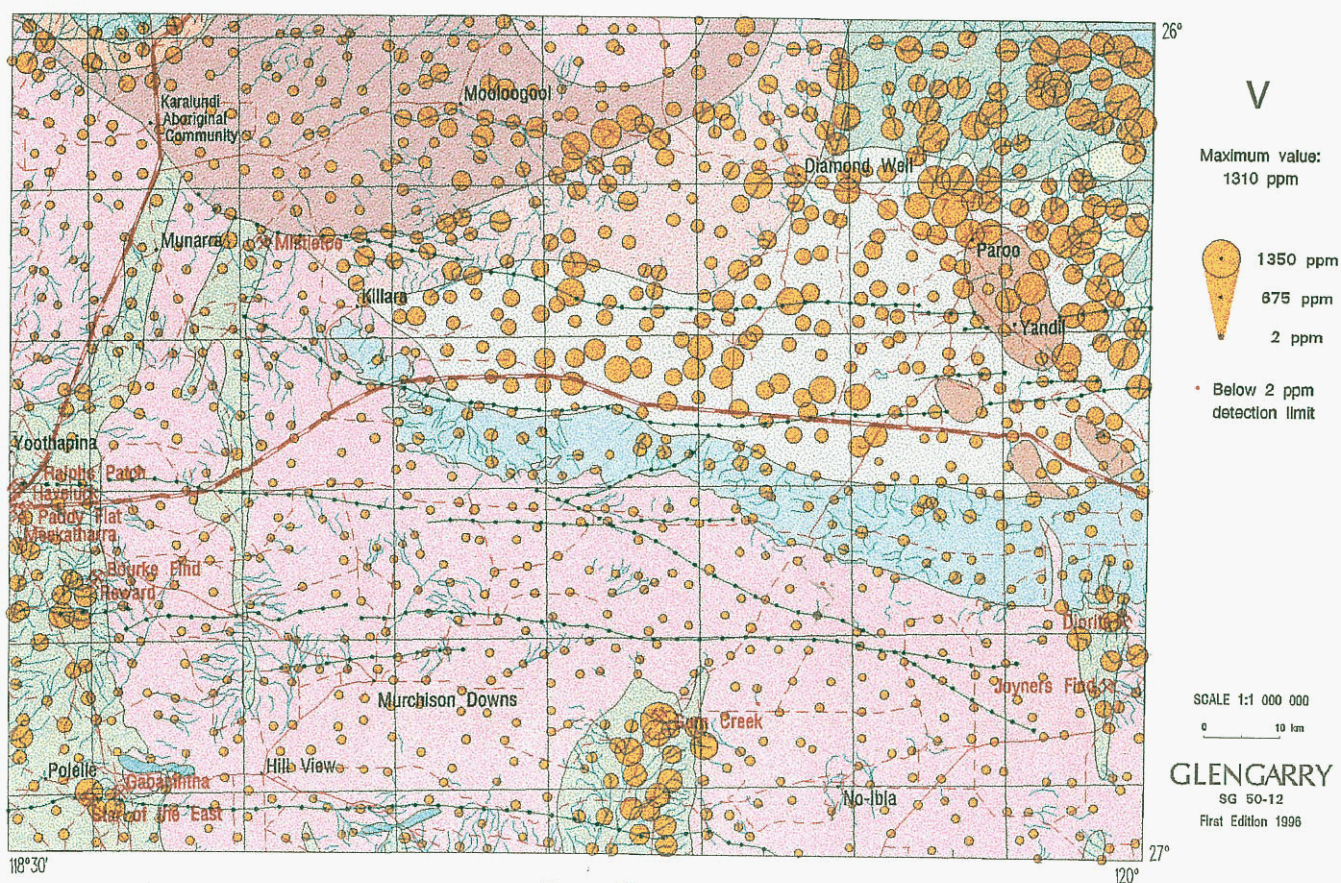 26°
V
Maximum value:
1310 ppm
1350 ppm
675 ppm
2 ppm
Below 2 ppm
detection limit
SCALE 1:1 000 000
0 10 km
GLENGARRY
SG 50-12
First Edition 1996
Karalundi
Aboriginal
Community
Mooloogool
Diamond Well
Munarra
Mistletoe
Paroo
Killara
Yandil
Yoothapina
Ralphs Patch
Haveluck
Paddy Flat
Meekatharra
Bourke Find
Reward
Diorite
Joyners Find
Murchison Downs
Gum Creek
Polelle
Hill View
Gabanintha
No-Ibla
Star of the East
118°30'
27°
120°